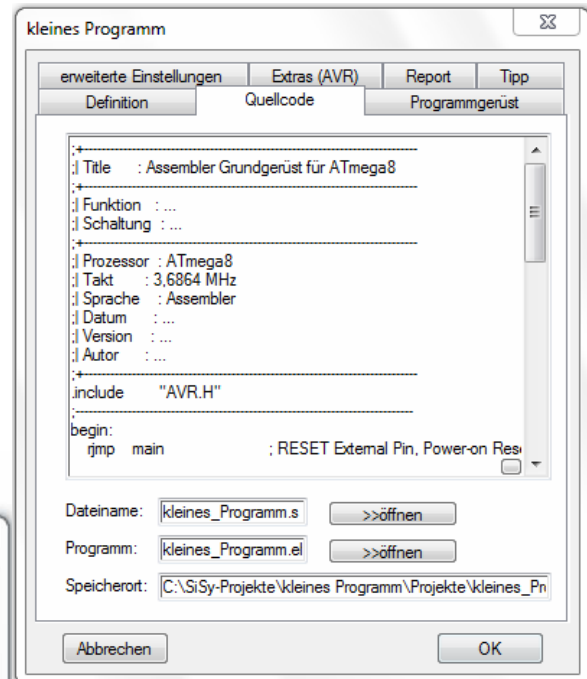 kleines Programm
erweiterte Einstellungen Extras (AVR) Report Tipp
Definition Quellcode Programmgerüst
;+----------------------------------------------------------------------
;| Title : Assembler Grundgerüst für ATmega8
;+----------------------------------------------------------------------
;| Funktion : ...
;| Schaltung : ...
;+----------------------------------------------------------------------
;| Prozessor : ATmega8
;| Takt : 3,6864 MHz
;| Sprache : Assembler
;| Datum : ...
;| Version : ...
;| Autor : ...
;+----------------------------------------------------------------------
.include "AVR.H"
;----------------------------------------------------------------------
begin:
rjmp main ; RESET External Pin, Power-on Rese
Dateiname: kleines_Programm.s >>öffnen
Programm: kleines_Programm.el >>öffnen
Speicherort: C:\SiSy-Projekte\kleines Programm\Projekte\kleines_Pr
Abbrechen OK